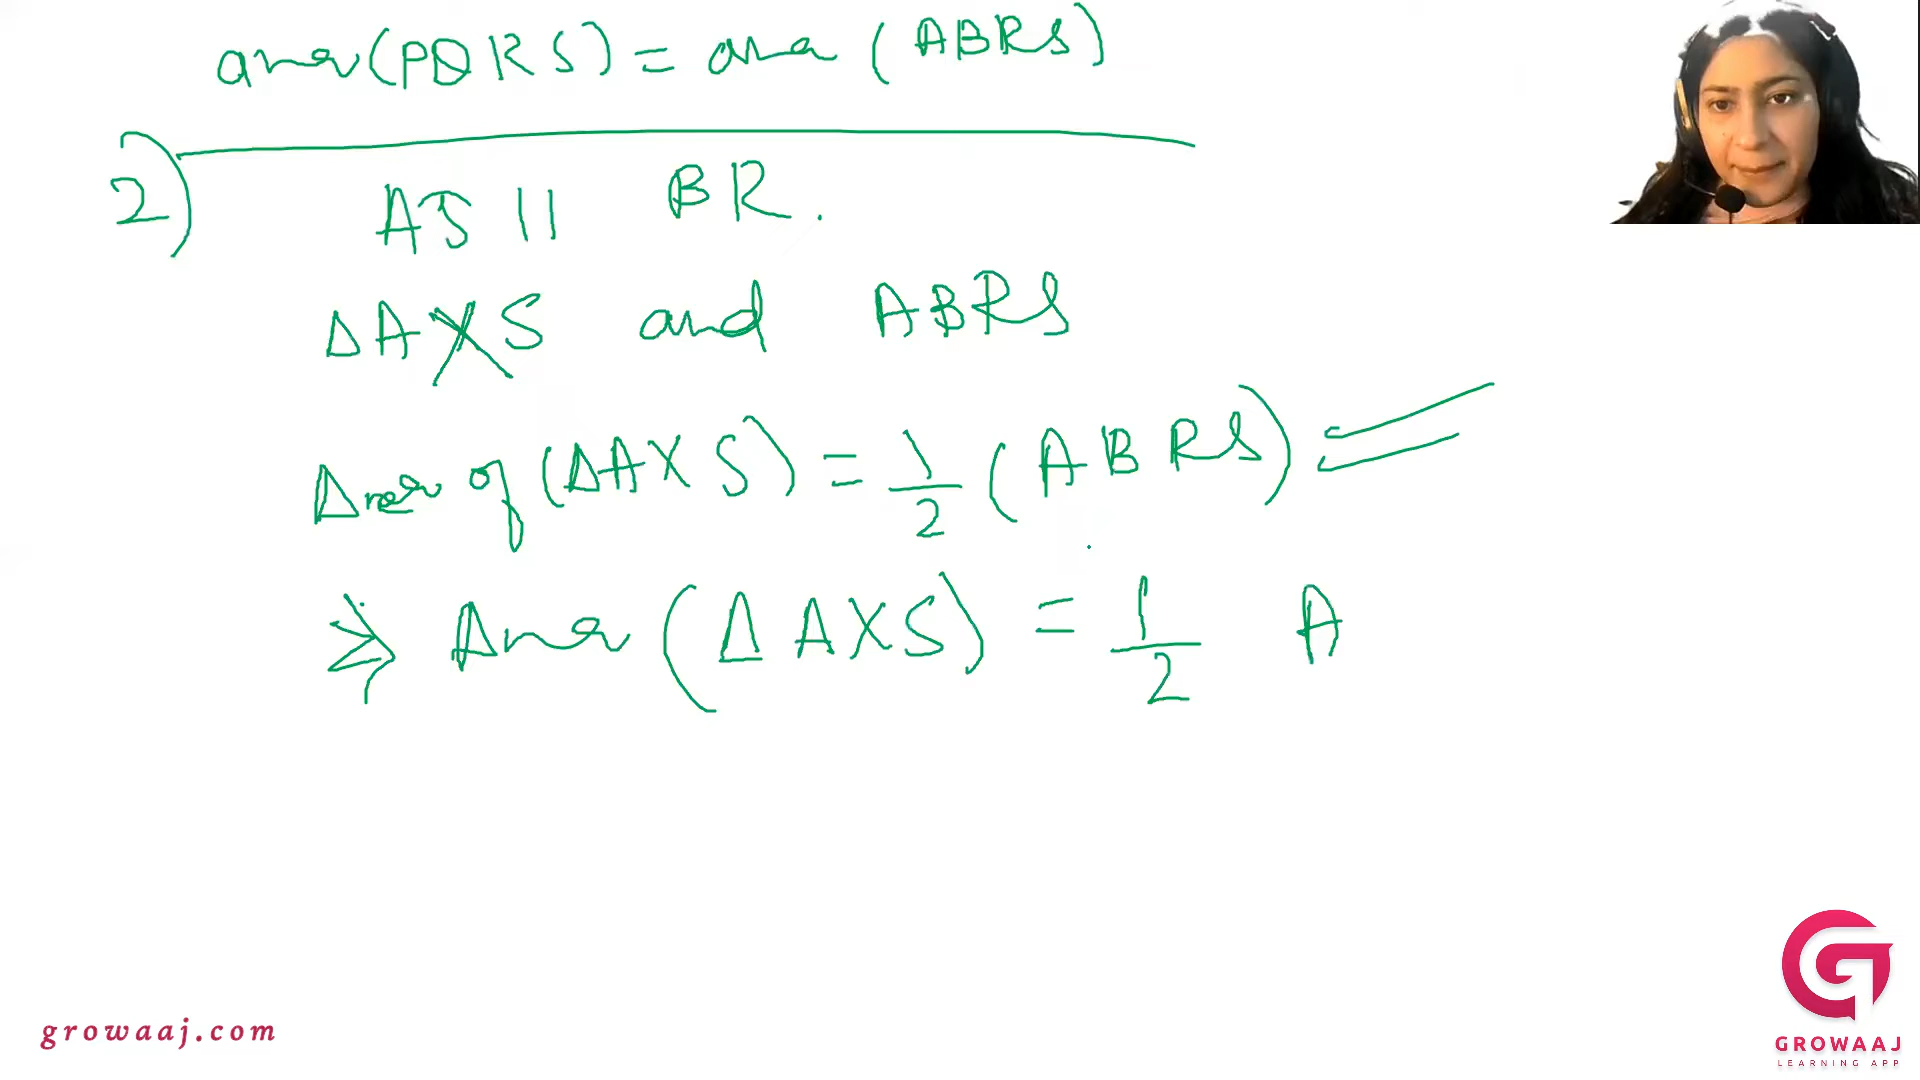 area (PQRS) = area (ABRS)
2) AS || BR.
ΔAXS and ABRS
Area of (ΔAXS) = 1/2 (ABRS)
⇒ Area (ΔAXS) = 1/2 A
growaaj.com
GROWAAJ
LEARNING APP